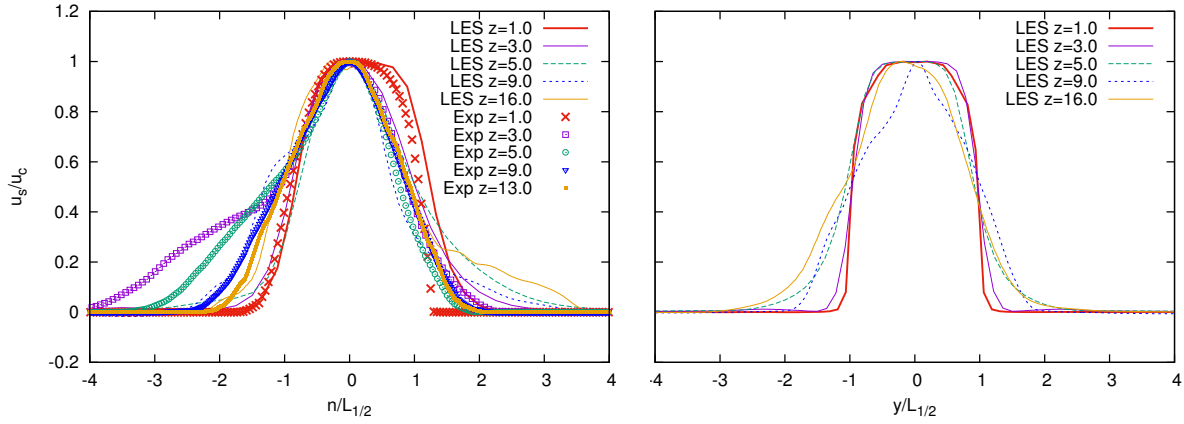 1.2
1
0.8
0.6
0.4
0.2
0
-0.2
u_s/u_c
-4 -3 -2 -1 0 1 2 3 4
n/L_{1/2}
LES z=1.0
LES z=3.0
LES z=5.0
LES z=9.0
LES z=16.0
Exp z=1.0
Exp z=3.0
Exp z=5.0
Exp z=9.0
Exp z=13.0
LES z=1.0
LES z=3.0
LES z=5.0
LES z=9.0
LES z=16.0
-4 -3 -2 -1 0 1 2 3 4
y/L_{1/2}